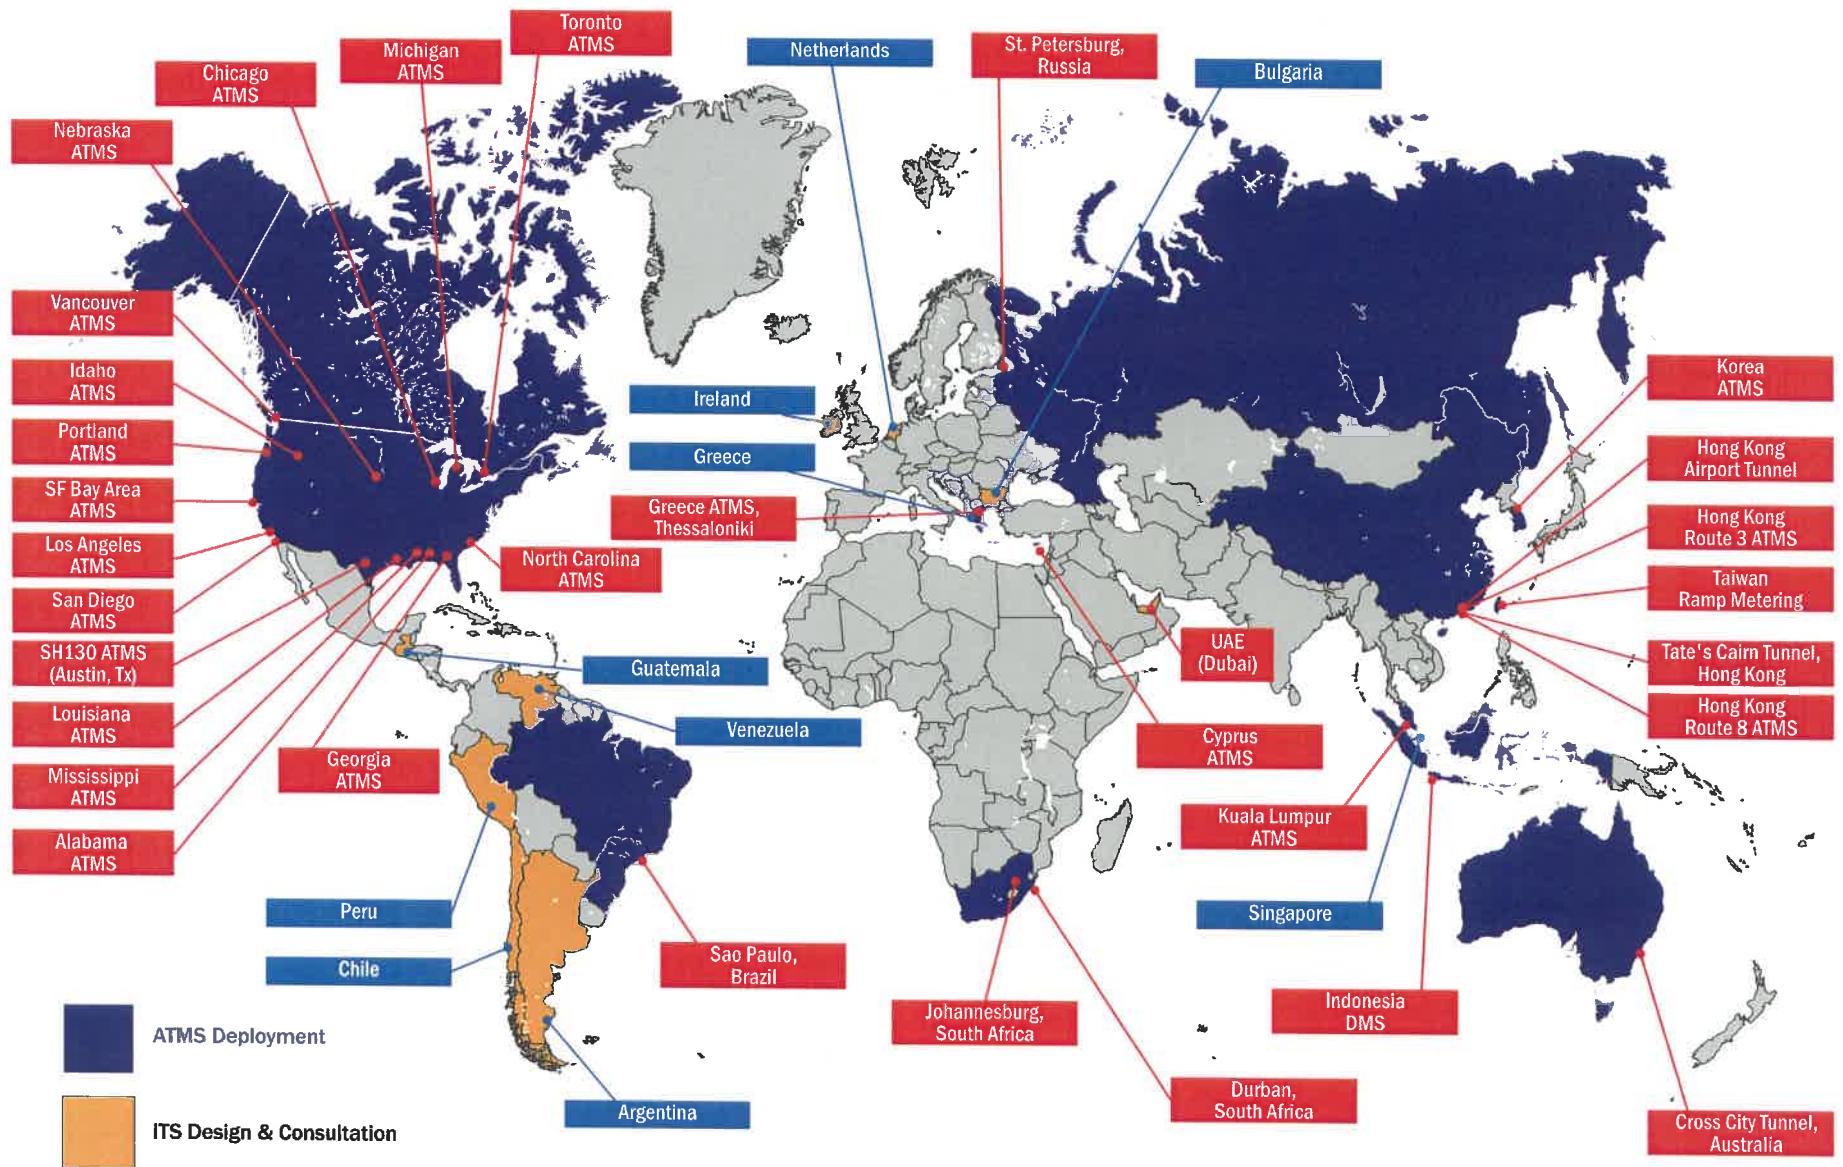 Toronto
ATMS
Michigan
ATMS
Chicago
ATMS
Nebraska
ATMS
Netherlands
St. Petersburg,
Russia
Bulgaria
Vancouver
ATMS
Idaho
ATMS
Portland
ATMS
SF Bay Area
ATMS
Los Angeles
ATMS
San Diego
ATMS
SH130 ATMS
(Austin, Tx)
Louisiana
ATMS
Mississippi
ATMS
Alabama
ATMS
Georgia
ATMS
North Carolina
ATMS
Ireland
Greece
Greece ATMS,
Thessaloniki
Guatemala
Venezuela
Peru
Chile
Sao Paulo,
Brazil
Argentina
Korea
ATMS
Hong Kong
Airport Tunnel
Hong Kong
Route 3 ATMS
Taiwan
Ramp Metering
Tate's Cairn Tunnel,
Hong Kong
Hong Kong
Route 8 ATMS
UAE
(Dubai)
Cyprus
ATMS
Kuala Lumpur
ATMS
Singapore
Indonesia
DMS
Johannesburg,
South Africa
Durban,
South Africa
Cross City Tunnel,
Australia
ATMS Deployment
ITS Design & Consultation